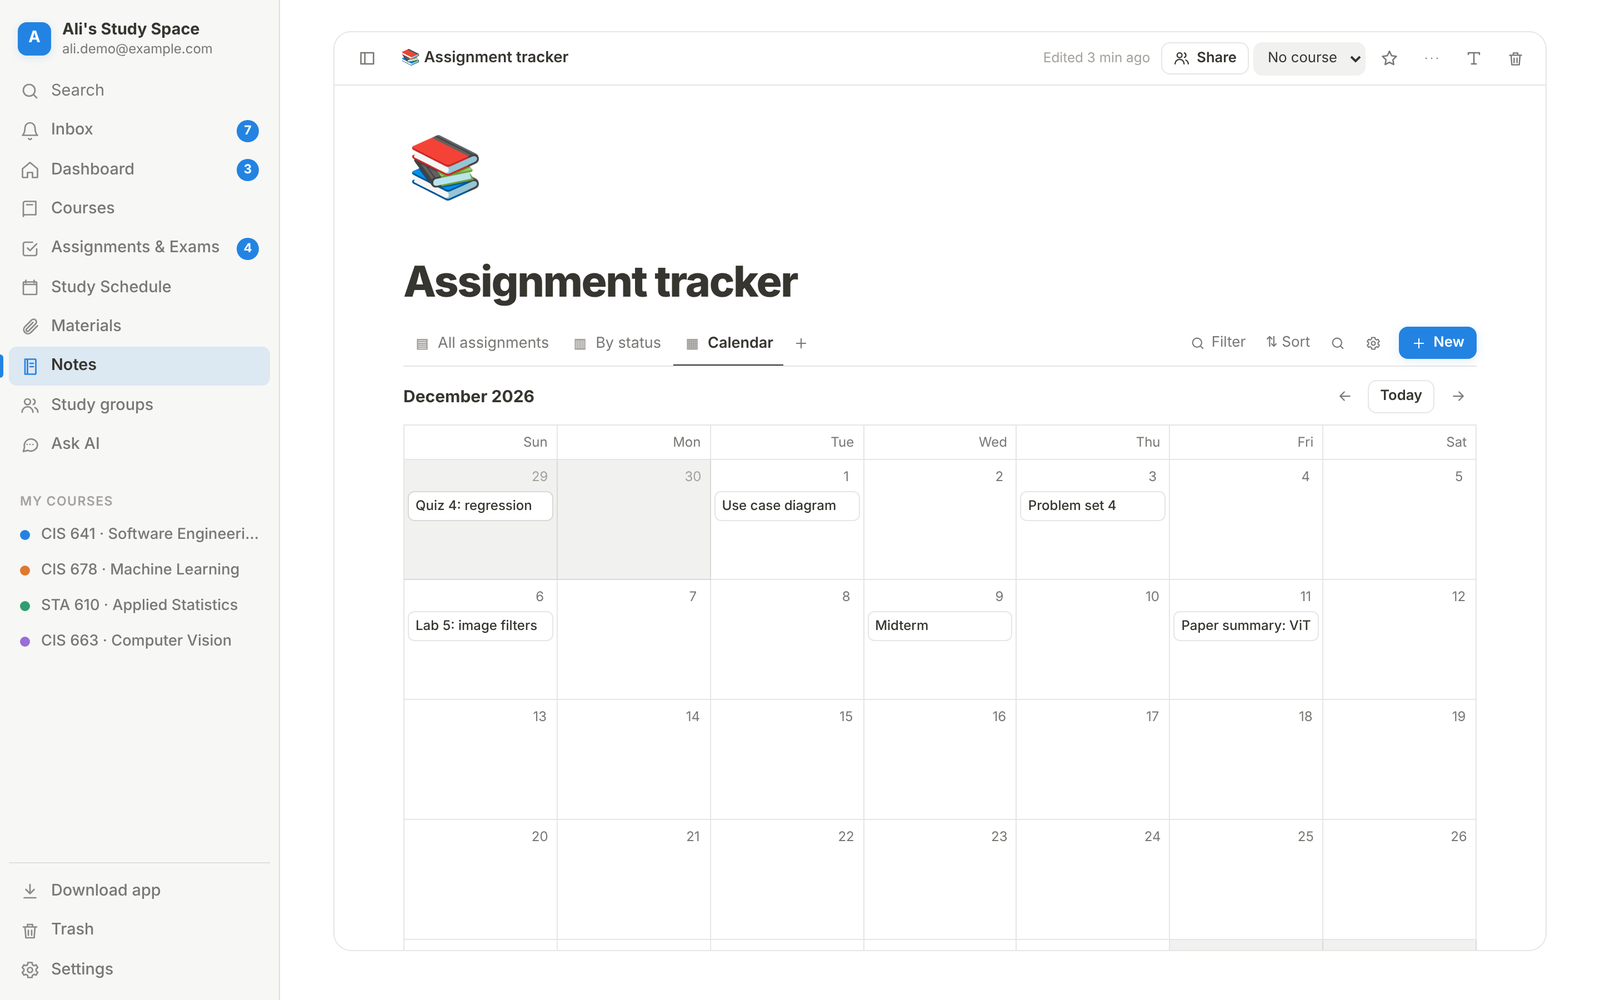 A
Ali's Study Space
ali.demo@example.com
Search
Inbox 7
Dashboard 3
Courses
Assignments & Exams 4
Study Schedule
Materials
Notes
Study groups
Ask AI
MY COURSES
CIS 641 · Software Engineeri...
CIS 678 · Machine Learning
STA 610 · Applied Statistics
CIS 663 · Computer Vision
Download app
Trash
Settings
Assignment tracker
Edited 3 min ago
Share
No course
Assignment tracker
All assignments
By status
Calendar
Filter
Sort
New
December 2026
Today
Sun Mon Tue Wed Thu Fri Sat
29 30 1 2 3 4 5
Quiz 4: regression
Use case diagram
Problem set 4
6 7 8 9 10 11 12
Lab 5: image filters
Midterm
Paper summary: ViT
13 14 15 16 17 18 19
20 21 22 23 24 25 26